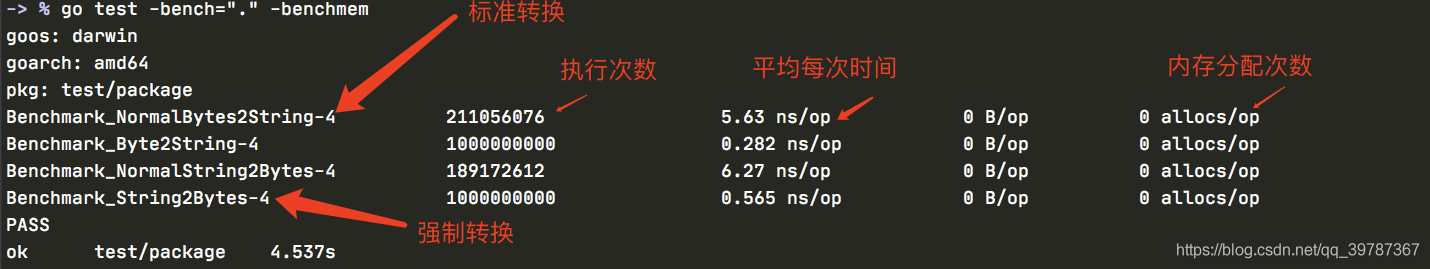 -> % go test -bench="." -benchmem
标准转换
goos: darwin
goarch: amd64
执行次数
平均每次时间
内存分配次数
pkg: test/package
Benchmark_NormalBytes2String-4 211056076 5.63 ns/op 0 B/op 0 allocs/op
Benchmark_Byte2String-4 1000000000 0.282 ns/op 0 B/op 0 allocs/op
Benchmark_NormalString2Bytes-4 189172612 6.27 ns/op 0 B/op 0 allocs/op
Benchmark_String2Bytes-4 1000000000 0.565 ns/op 0 B/op 0 allocs/op
PASS
强制转换
ok test/package 4.537s
https://blog.csdn.net/qq_39787367